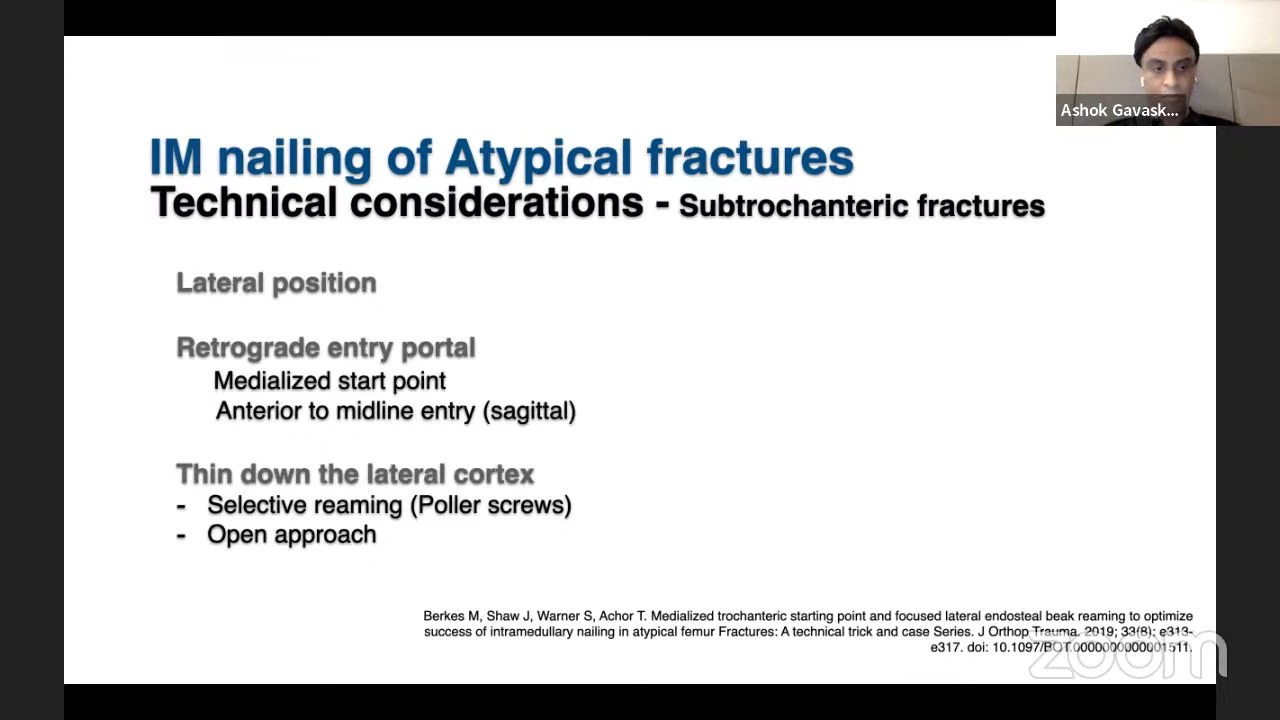 IM nailing of Atypical fractures
Technical considerations - Subtrochanteric fractures
Lateral position
Retrograde entry portal
Medialized start point
Anterior to midline entry (sagittal)
Thin down the lateral cortex
- Selective reaming (Poller screws)
- Open approach
Berkes M, Shaw J, Warner S, Achor T. Medialized trochanteric starting point and focused lateral endosteal beak reaming to optimize
success of intramedullary nailing in atypical femur Fractures: A technical trick and case Series. J Orthop Trauma. 2019; 33(8); e313-
e317. doi: 10.1097/BOT.0000000000001511.
Ashok Gavask...
zoom